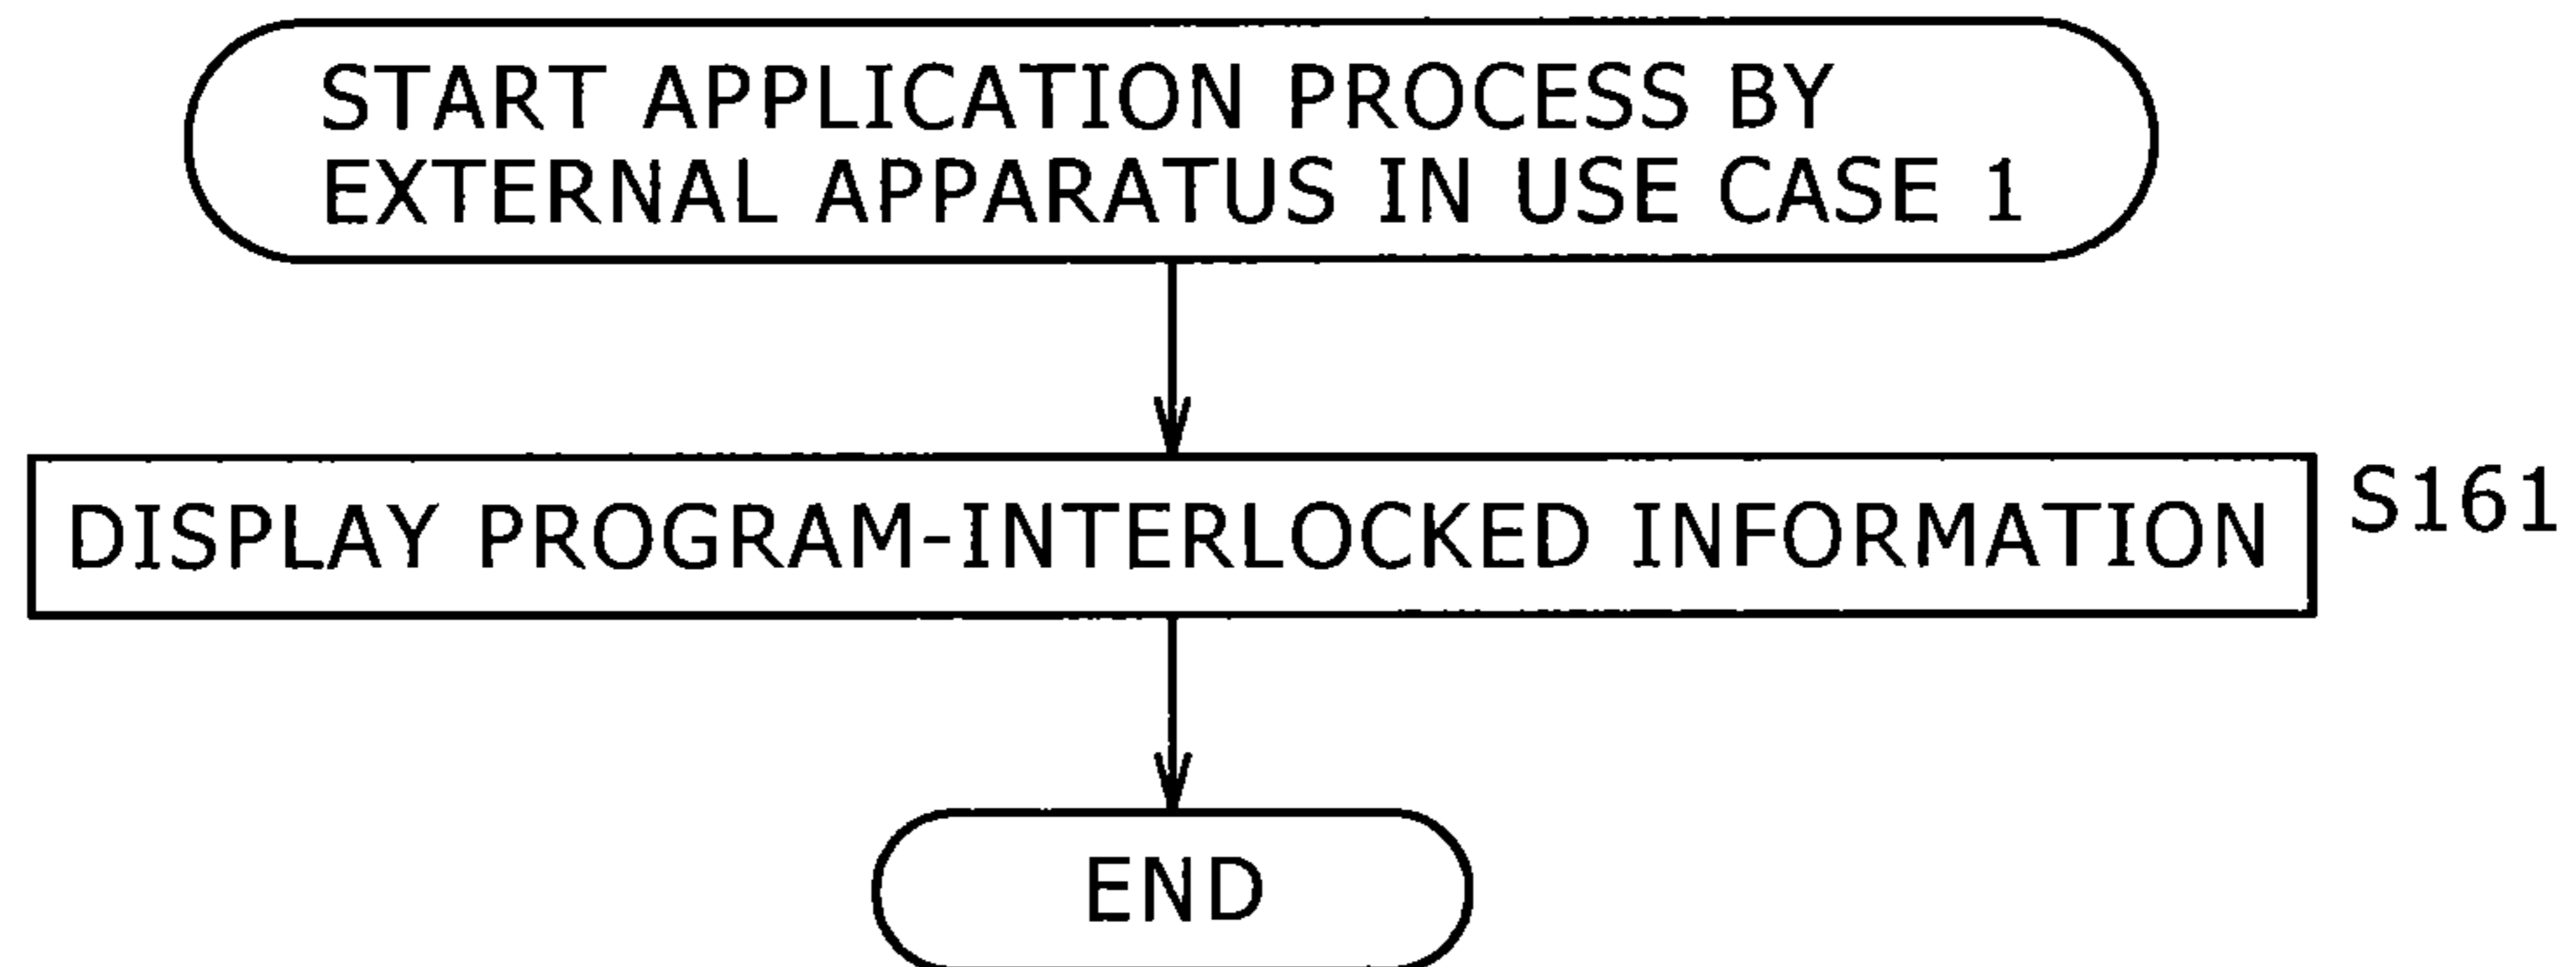 START APPLICATION PROCESS BY
EXTERNAL APPARATUS IN USE CASE 1
DISPLAY PROGRAM-INTERLOCKED INFORMATION
S161
END